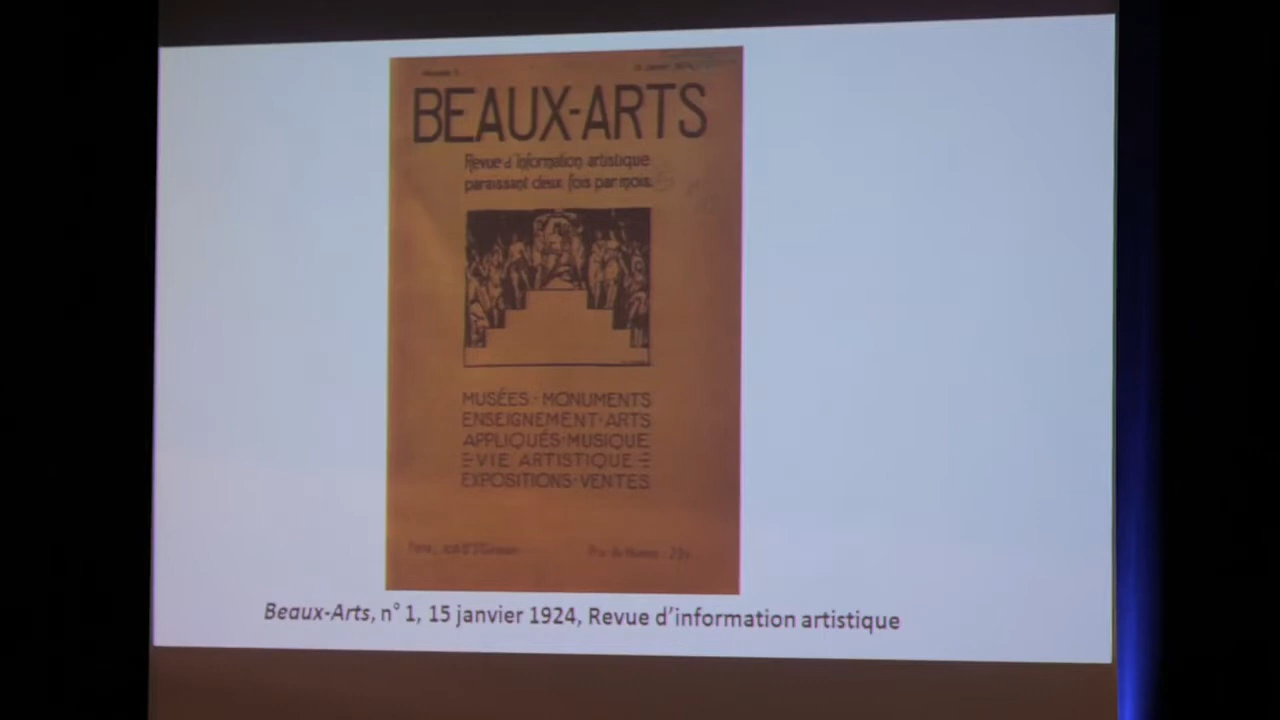 BEAUX-ARTS
Revue d'information artistique
paraissant deux fois par mois.
MUSÉES · MONUMENTS
ENSEIGNEMENT · ARTS
APPLIQUÉS · MUSIQUE
VIE ARTISTIQUE
EXPOSITIONS · VENTES
Beaux-Arts, n° 1, 15 janvier 1924, Revue d'information artistique